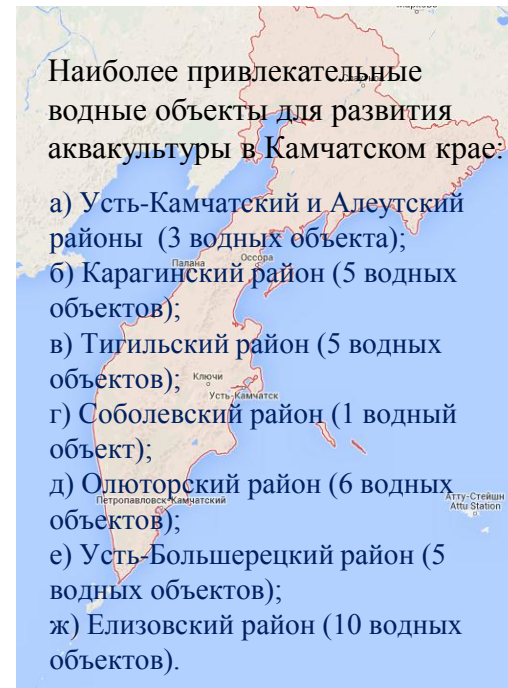 Наиболее привлекательные
водные объекты для развития
аквакультуры в Камчатском крае:
а) Усть-Камчатский и Алеутский
районы (3 водных объекта);
б) Карагинский район (5 водных
объектов);
в) Тигильский район (5 водных
объектов);
г) Соболевский район (1 водный
объект);
д) Олюторский район (6 водных
объектов);
е) Усть-Большерецкий район (5
водных объектов);
ж) Елизовский район (10 водных
объектов).
Палана
Оссора
Ключи
Усть-Камчатск
Петропавловск-Камчатский
Атту-Стейшн
Attu Station